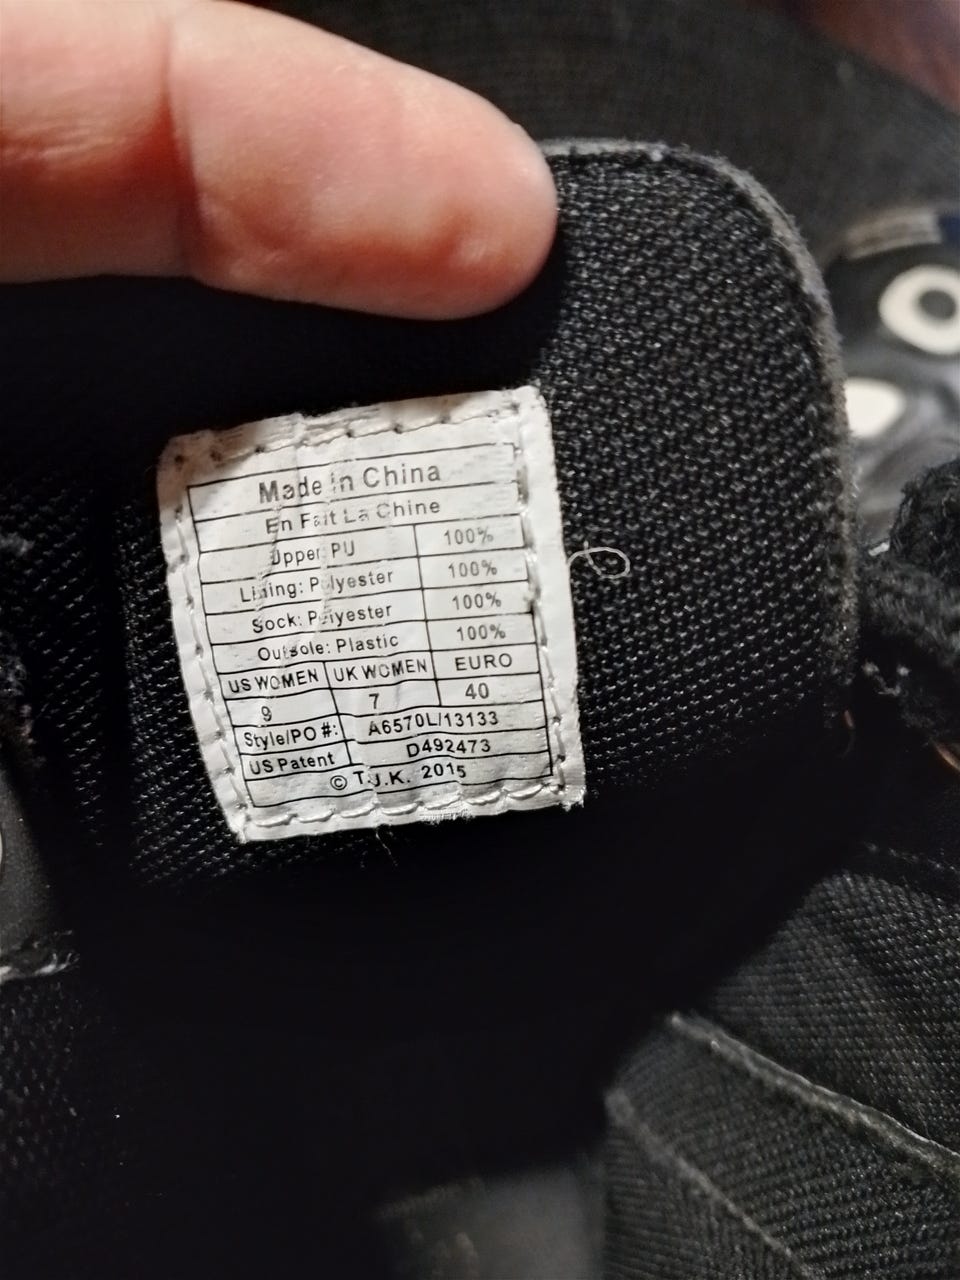 Made in China
En Fait La Chine
Upper: PU 100%
Lining: Polyester 100%
Sock: Polyester 100%
Outsole: Plastic 100%
US WOMEN UK WOMEN EURO
9 7 40
Style/PO #: A6570L/13133
US Patent D492473
© T.U.K. 2015